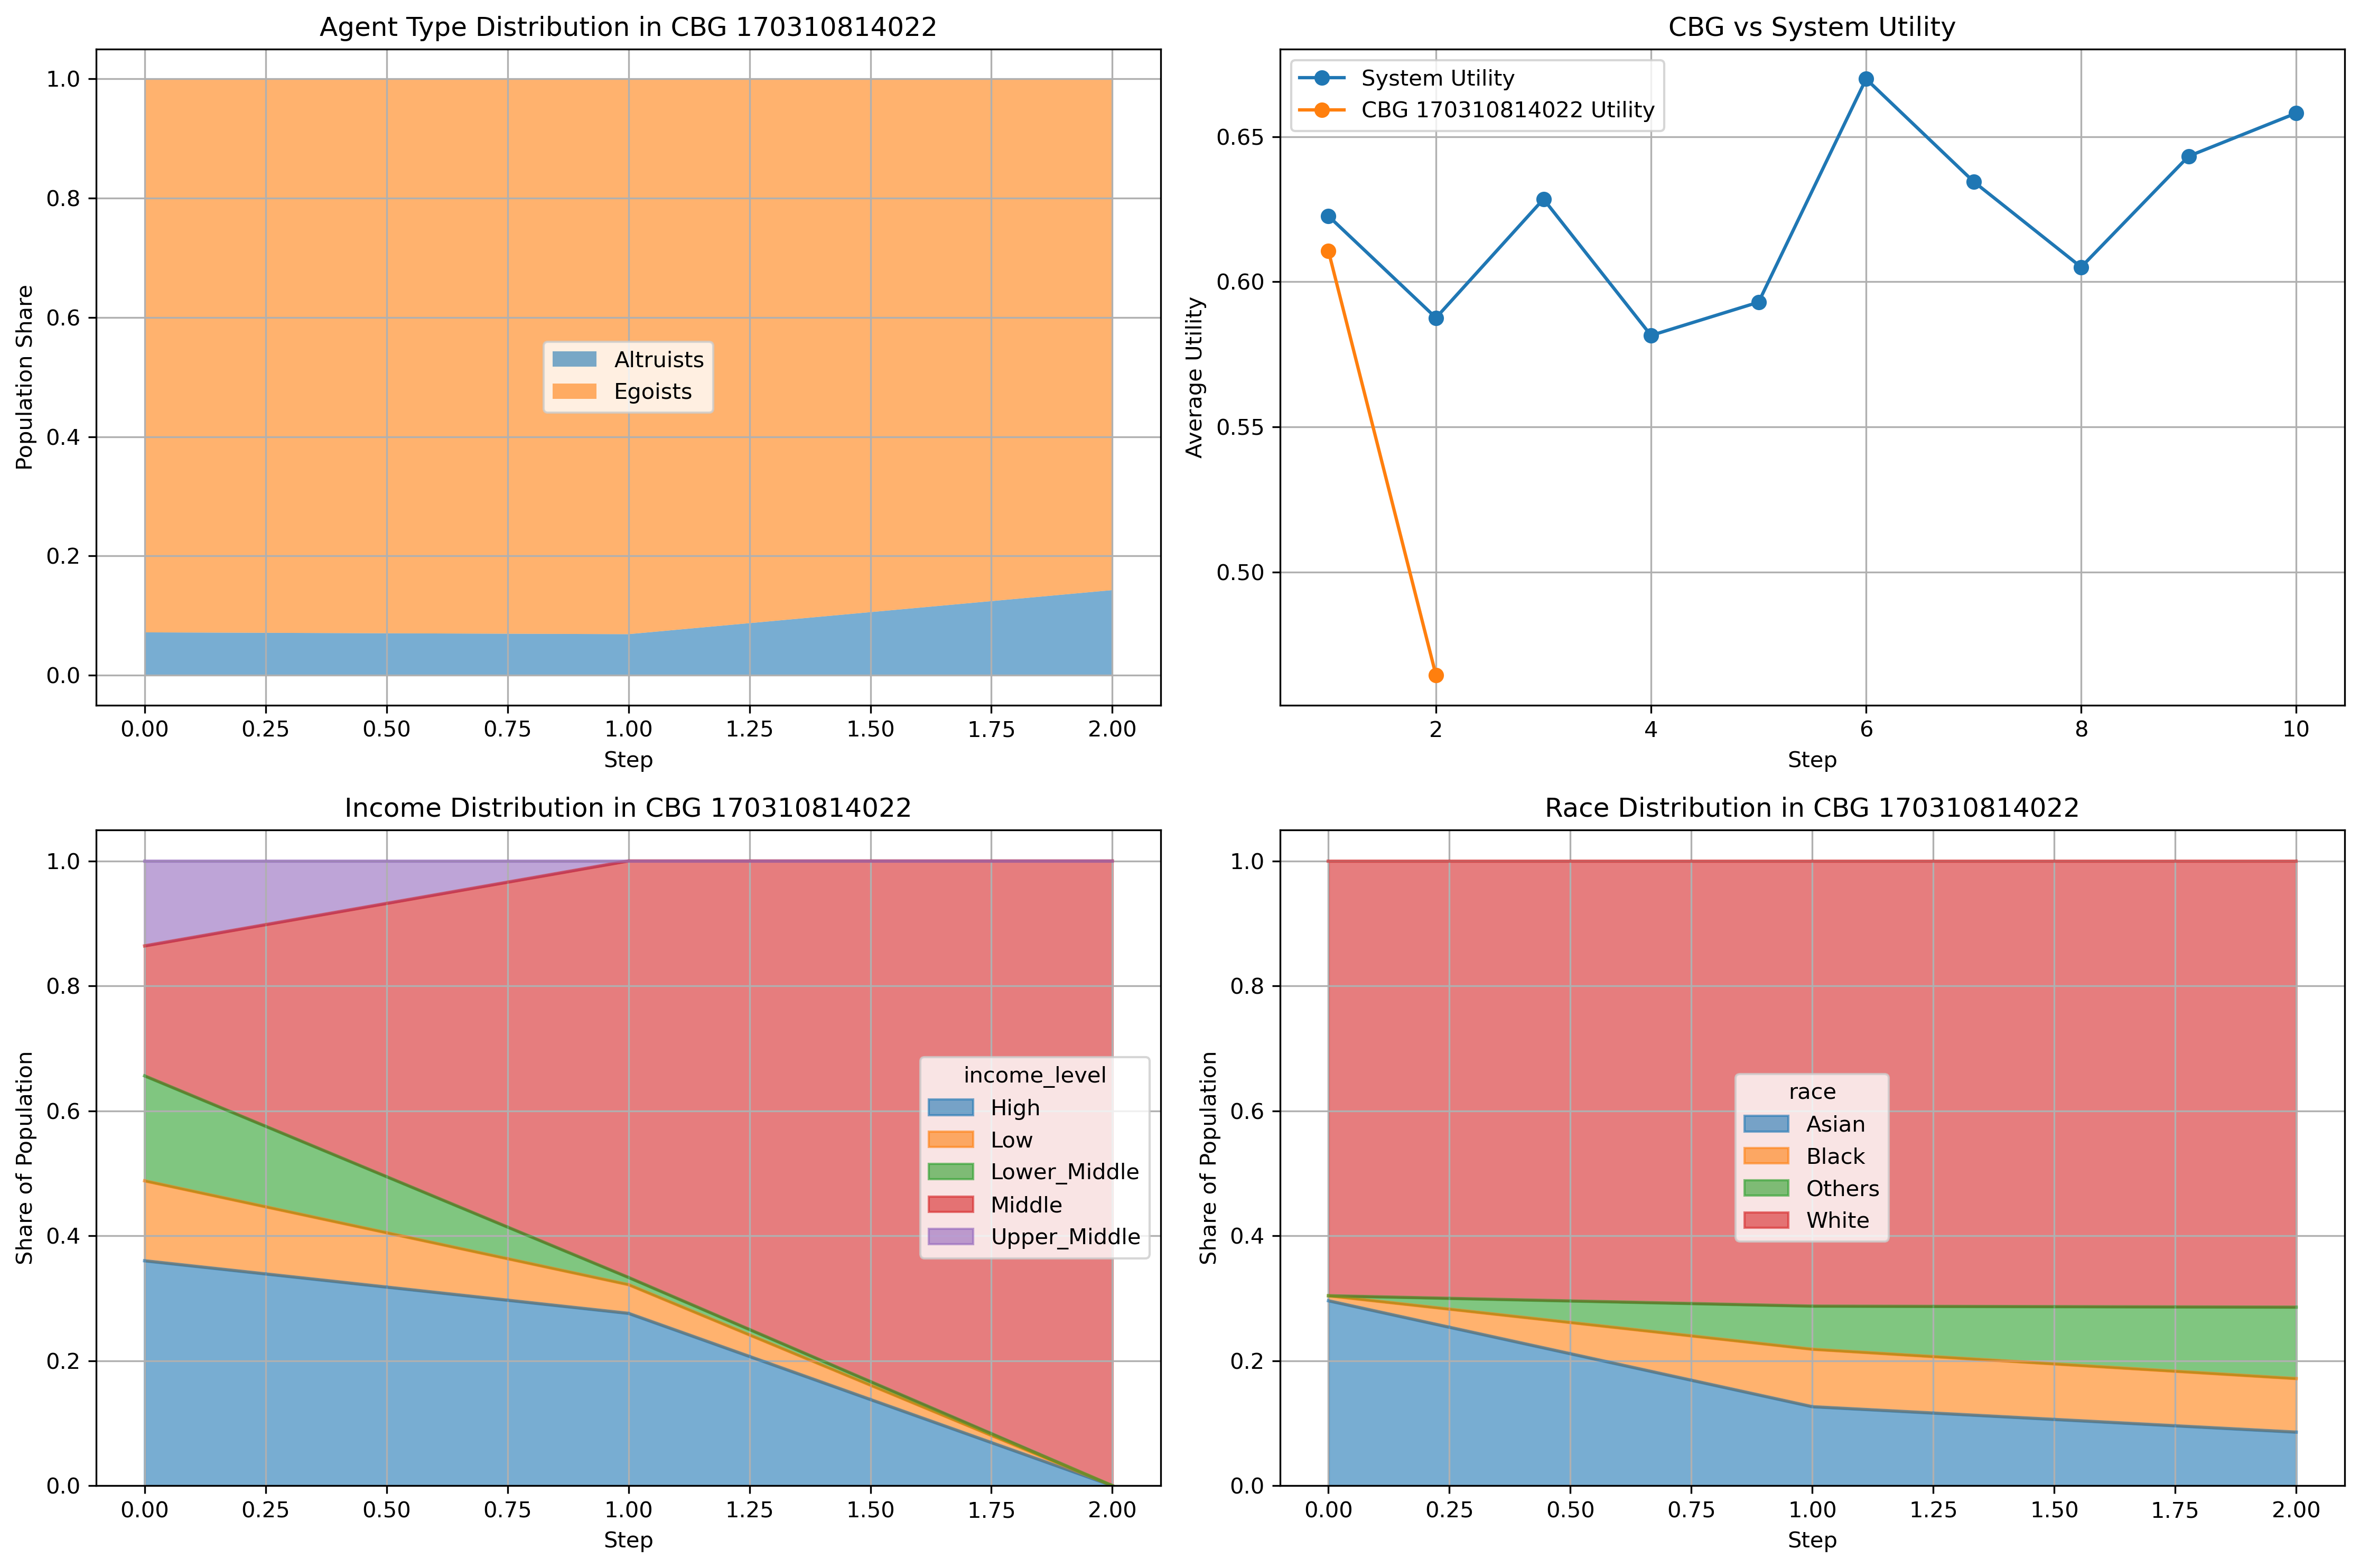 Agent Type Distribution in CBG 170310814022
1.0
0.8
0.6
0.4
0.2
0.0
Population Share
Altruists
Egoists
0.00 0.25 0.50 0.75 1.00 1.25 1.50 1.75 2.00
Step
CBG vs System Utility
System Utility
CBG 170310814022 Utility
0.65
0.60
0.55
0.50
Average Utility
2 4 6 8 10
Step
Income Distribution in CBG 170310814022
1.0
0.8
0.6
0.4
0.2
0.0
Share of Population
income_level
High
Low
Lower_Middle
Middle
Upper_Middle
0.00 0.25 0.50 0.75 1.00 1.25 1.50 1.75 2.00
Step
Race Distribution in CBG 170310814022
1.0
0.8
0.6
0.4
0.2
0.0
Share of Population
race
Asian
Black
Others
White
0.00 0.25 0.50 0.75 1.00 1.25 1.50 1.75 2.00
Step